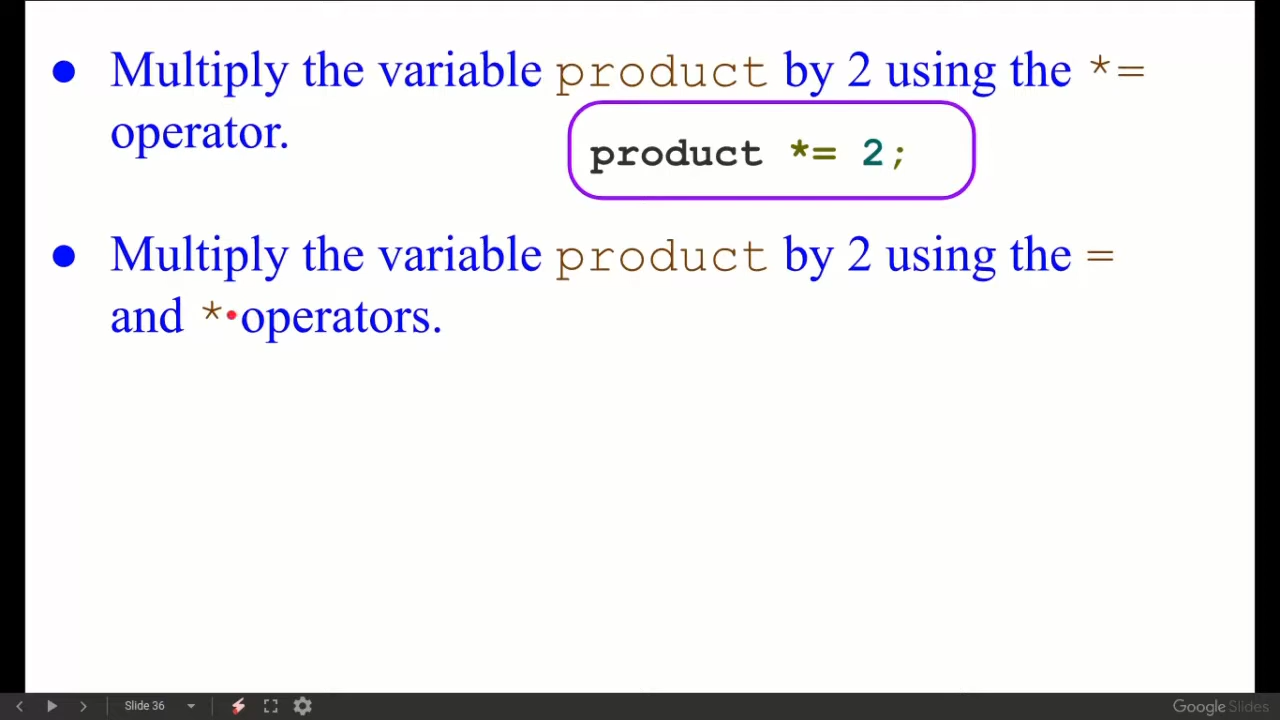 ● Multiply the variable product by 2 using the *=
operator.
product *= 2;
● Multiply the variable product by 2 using the =
and * operators.
Slide 36
Google Slides